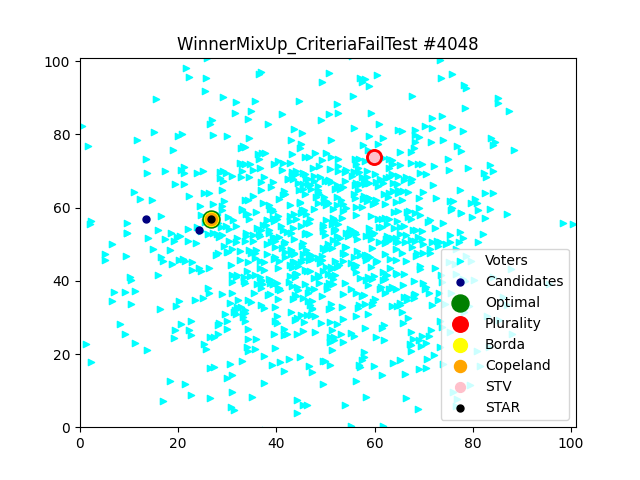 WinnerMixUp_CriteriaFailTest #4048
100
80
60
40
20
0
0 20 40 60 80 100
Voters
Candidates
Optimal
Plurality
Borda
Copeland
STV
STAR